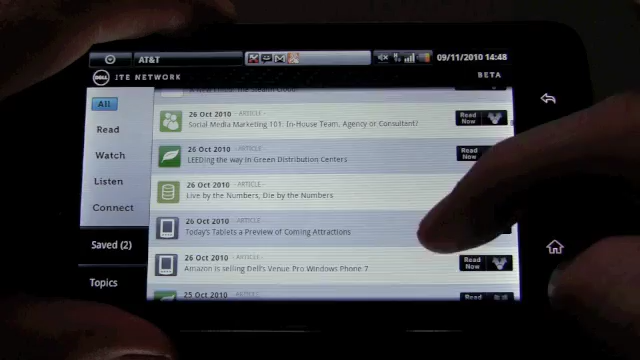 AT&T
09/11/2010 14:48
DELL
ITE NETWORK
BETA
All
Read
Watch
Listen
Connect
Saved (2)
Topics
26 Oct 2010 - ARTICLE -
Social Media Marketing 101: In-House Team, Agency or Consultant?
Read Now
26 Oct 2010 - ARTICLE -
LEEDing the way in Green Distribution Centers
Read Now
26 Oct 2010 - ARTICLE -
Live by the Numbers, Die by the Numbers
26 Oct 2010 - ARTICLE -
Today's Tablets a Preview of Coming Attractions
26 Oct 2010 - ARTICLE -
Amazon is selling Dell's Venue Pro Windows Phone 7
Read Now
25 Oct 2010 - ARTICLE -
Read